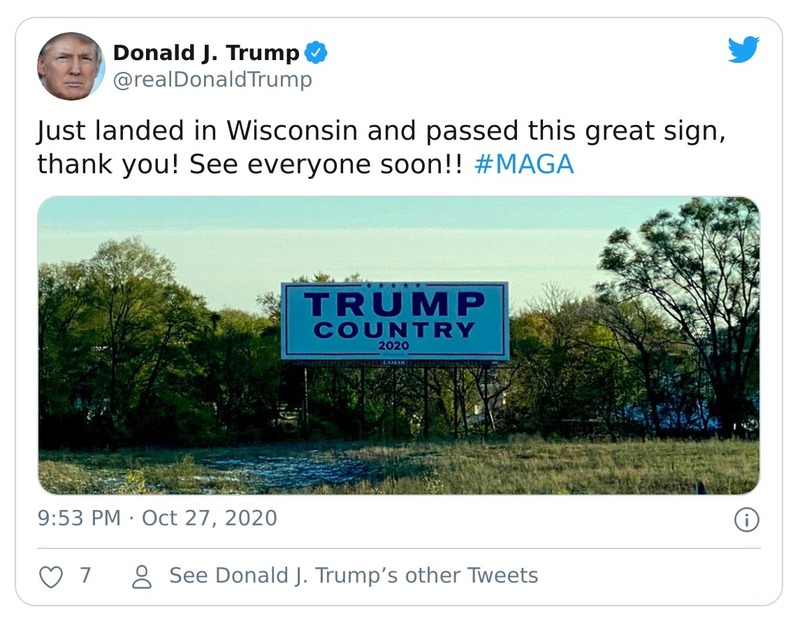 Donald J. Trump
@realDonaldTrump
Just landed in Wisconsin and passed this great sign,
thank you! See everyone soon!! #MAGA
TRUMP
COUNTRY
2020
LAMAR
9:53 PM · Oct 27, 2020
7
See Donald J. Trump’s other Tweets